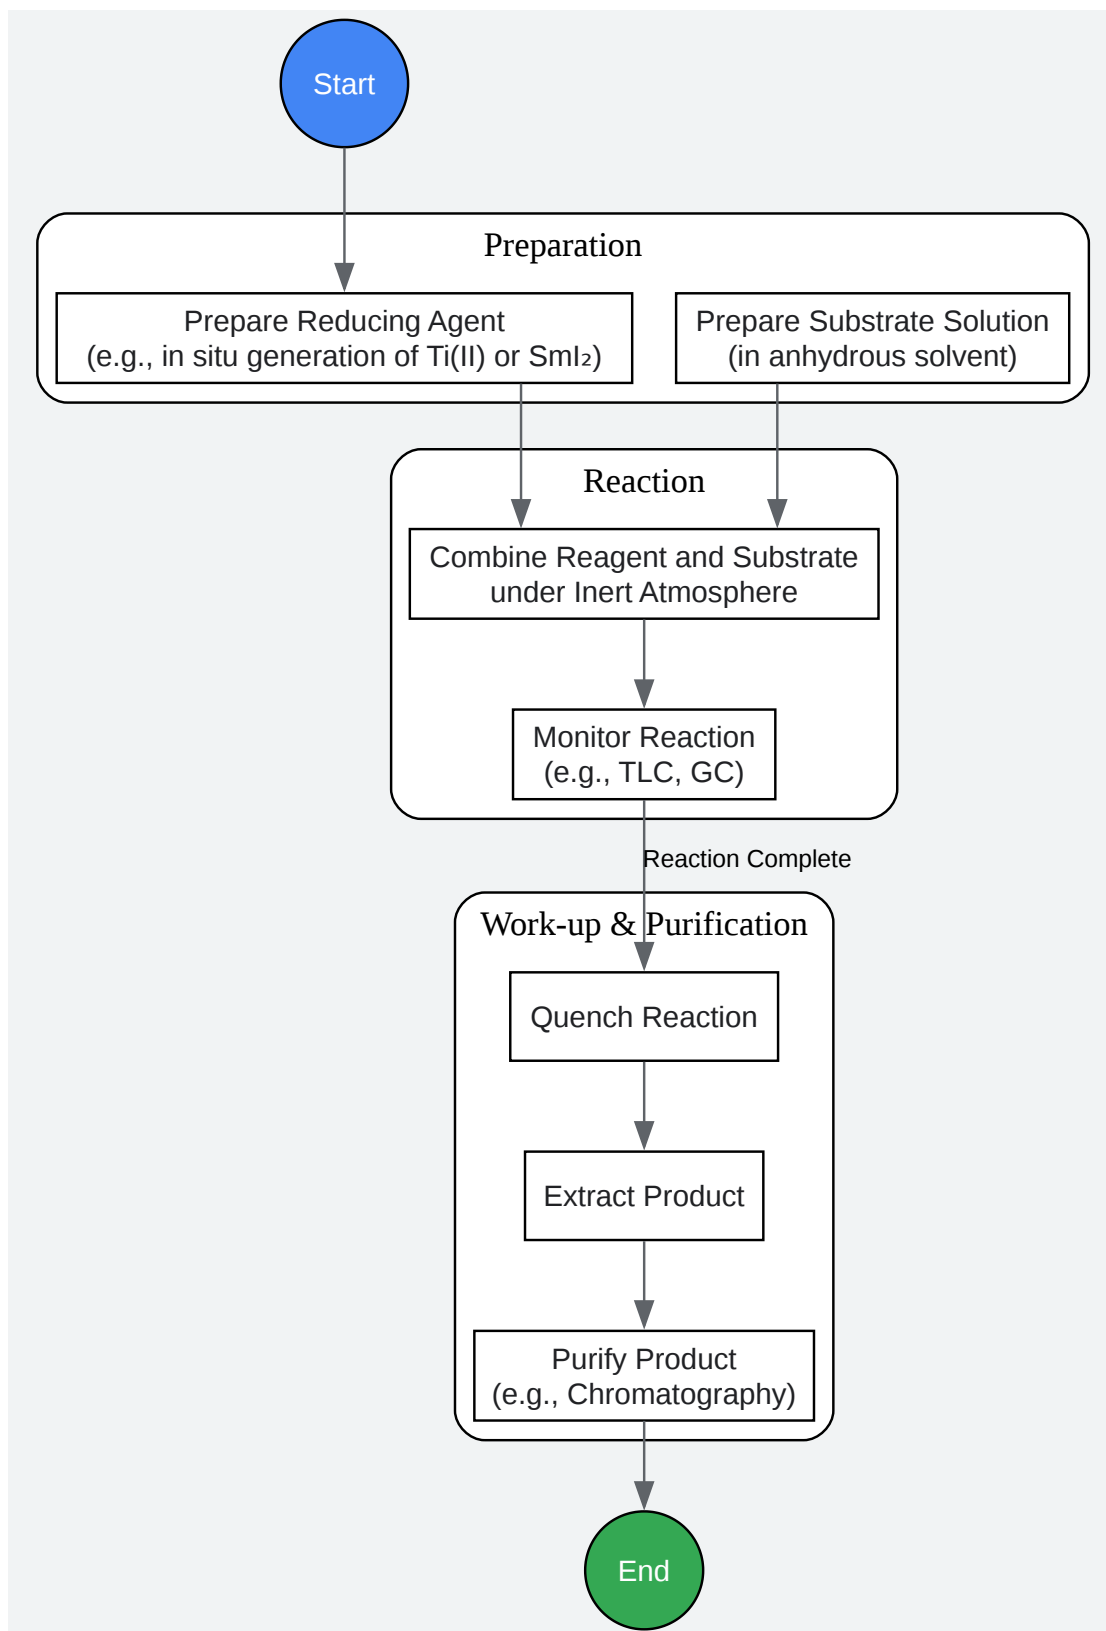 Start
Preparation
Prepare Reducing Agent
(e.g., in situ generation of Ti(II) or SmI₂)
Prepare Substrate Solution
(in anhydrous solvent)
Reaction
Combine Reagent and Substrate
under Inert Atmosphere
Monitor Reaction
(e.g., TLC, GC)
Reaction Complete
Work-up & Purification
Quench Reaction
Extract Product
Purify Product
(e.g., Chromatography)
End